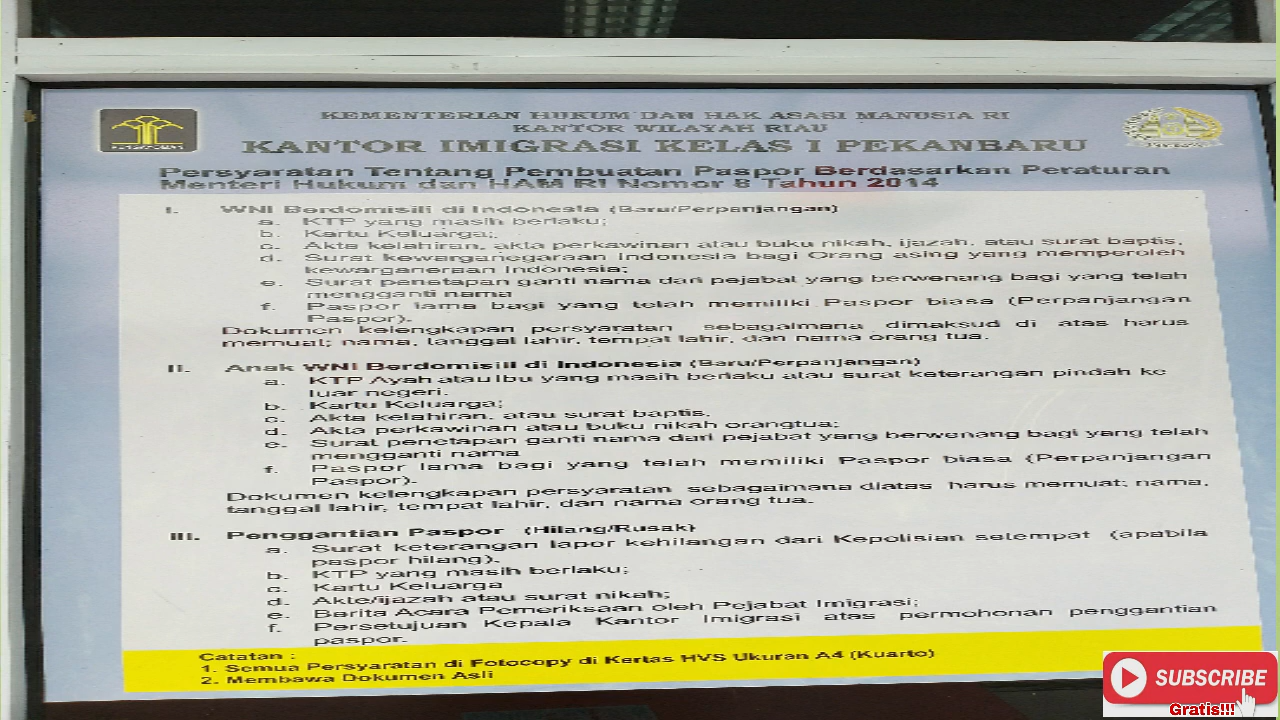 KEMENTERIAN HUKUM DAN HAK ASASI MANUSIA RI
KANTOR WILAYAH RIAU
KANTOR IMIGRASI KELAS I PEKANBARU
Persyaratan Tentang Pembuatan Paspor Berdasarkan Peraturan
Menteri Hukum dan HAM RI Nomor 8 Tahun 2014
I. WNI Berdomisili di Indonesia (Baru/Perpanjangan)
a. KTP yang masih berlaku;
b. Kartu Keluarga;
c. Akta kelahiran, akta perkawinan atau buku nikah, ijazah, atau surat baptis,
d. Surat kewarganegaraan Indonesia bagi Orang asing yang memperoleh
kewarganeraan Indonesia;
e. Surat penetapan ganti nama dari pejabat yang berwenang bagi yang telah
mengganti nama
f. Paspor lama bagi yang telah memiliki Paspor biasa (Perpanjangan
Paspor).
Dokumen kelengkapan persyaratan sebagaimana dimaksud di atas harus
memuat; nama, tanggal lahir, tempat lahir, dan nama orang tua.
II. Anak WNI Berdomisili di Indonesia (Baru/Perpanjangan)
a. KTP Ayah atau Ibu yang masih berlaku atau surat keterangan pindah ke
luar negeri.
b. Kartu Keluarga;
c. Akta kelahiran, atau surat baptis.
d. Akta perkawinan atau buku nikah orangtua;
e. Surat penetapan ganti nama dari pejabat yang berwenang bagi yang telah
mengganti nama
f. Paspor lama bagi yang telah memiliki Paspor biasa (Perpanjangan
Paspor).
Dokumen kelengkapan persyaratan sebagaimana diatas harus memuat; nama,
tanggal lahir, tempat lahir, dan nama orang tua.
III. Penggantian Paspor (Hilang/Rusak)
a. Surat keterangan lapor kehilangan dari Kepolisian setempat (apabila
paspor hilang).
b. KTP yang masih berlaku;
c. Kartu Keluarga
d. Akte/ijazah atau surat nikah;
e. Berita Acara Pemeriksaan oleh Pejabat Imigrasi;
f. Persetujuan Kepala Kantor Imigrasi atas permohonan penggantian
paspor.
Catatan :
1. Semua Persyaratan di Fotocopy di Kertas HVS Ukuran A4 (Kuarto)
2. Membawa Dokumen Asli
SUBSCRIBE
Gratis!!!